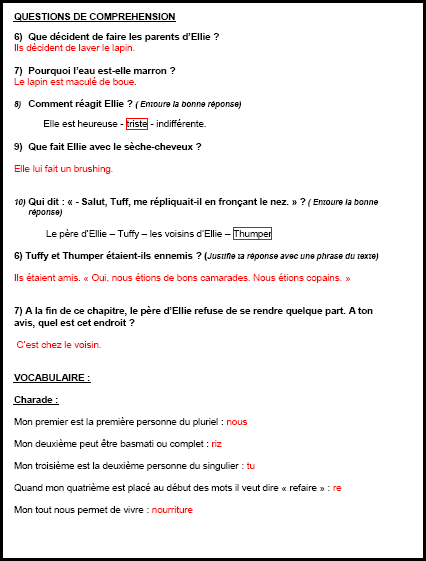 QUESTIONS DE COMPREHENSION
6) Que décident de faire les parents d'Ellie ?
Ils décident de laver le lapin.
7) Pourquoi l'eau est-elle marron ?
Le lapin est maculé de boue.
8) Comment réagit Ellie ? ( Entoure la bonne réponse)
Elle est heureuse - triste - indifférente.
9) Que fait Ellie avec le sèche-cheveux ?
Elle lui fait un brushing.
10) Qui dit : « - Salut, Tuff, me répliquait-il en fronçant le nez. » ? ( Entoure la bonne
réponse)
Le père d'Ellie – Tuffy – les voisins d'Ellie – Thumper
6) Tuffy et Thumper étaient-ils ennemis ? (Justifie ta réponse avec une phrase du texte)
Ils étaient amis. « Oui, nous étions de bons camarades. Nous étions copains. »
7) A la fin de ce chapitre, le père d'Ellie refuse de se rendre quelque part. A ton
avis, quel est cet endroit ?
C'est chez le voisin.
VOCABULAIRE :
Charade :
Mon premier est la première personne du pluriel : nous
Mon deuxième peut être basmati ou complet : riz
Mon troisième est la deuxième personne du singulier : tu
Quand mon quatrième est placé au début des mots il veut dire « refaire » : re
Mon tout nous permet de vivre : nourriture